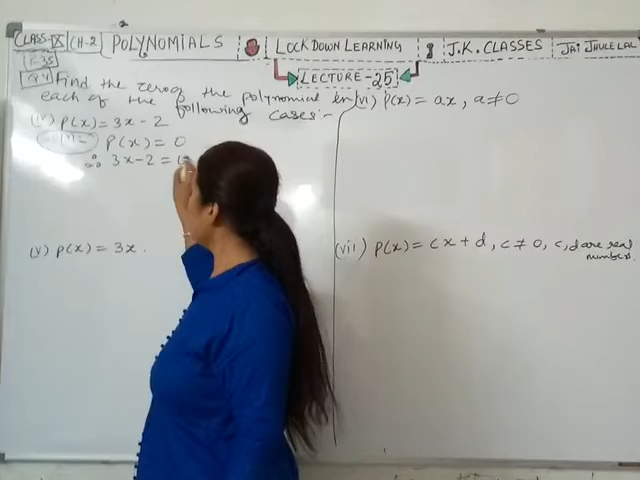 CLASS-IX CH-2 POLYNOMIALS LOCKDOWN LEARNING J.K. CLASSES JAI JHULELAL
P-35
LECTURE-25
Q4 Find the zero of the polynomial in
each of the following cases:-
(iv) P(x) = 3x - 2
P(x) = 0
∴ 3x - 2 = 0
(v) P(x) = 3x.
(vi) P(x) = ax, a ≠ 0
(vii) P(x) = cx + d, c ≠ 0, c, d are real
numbers.